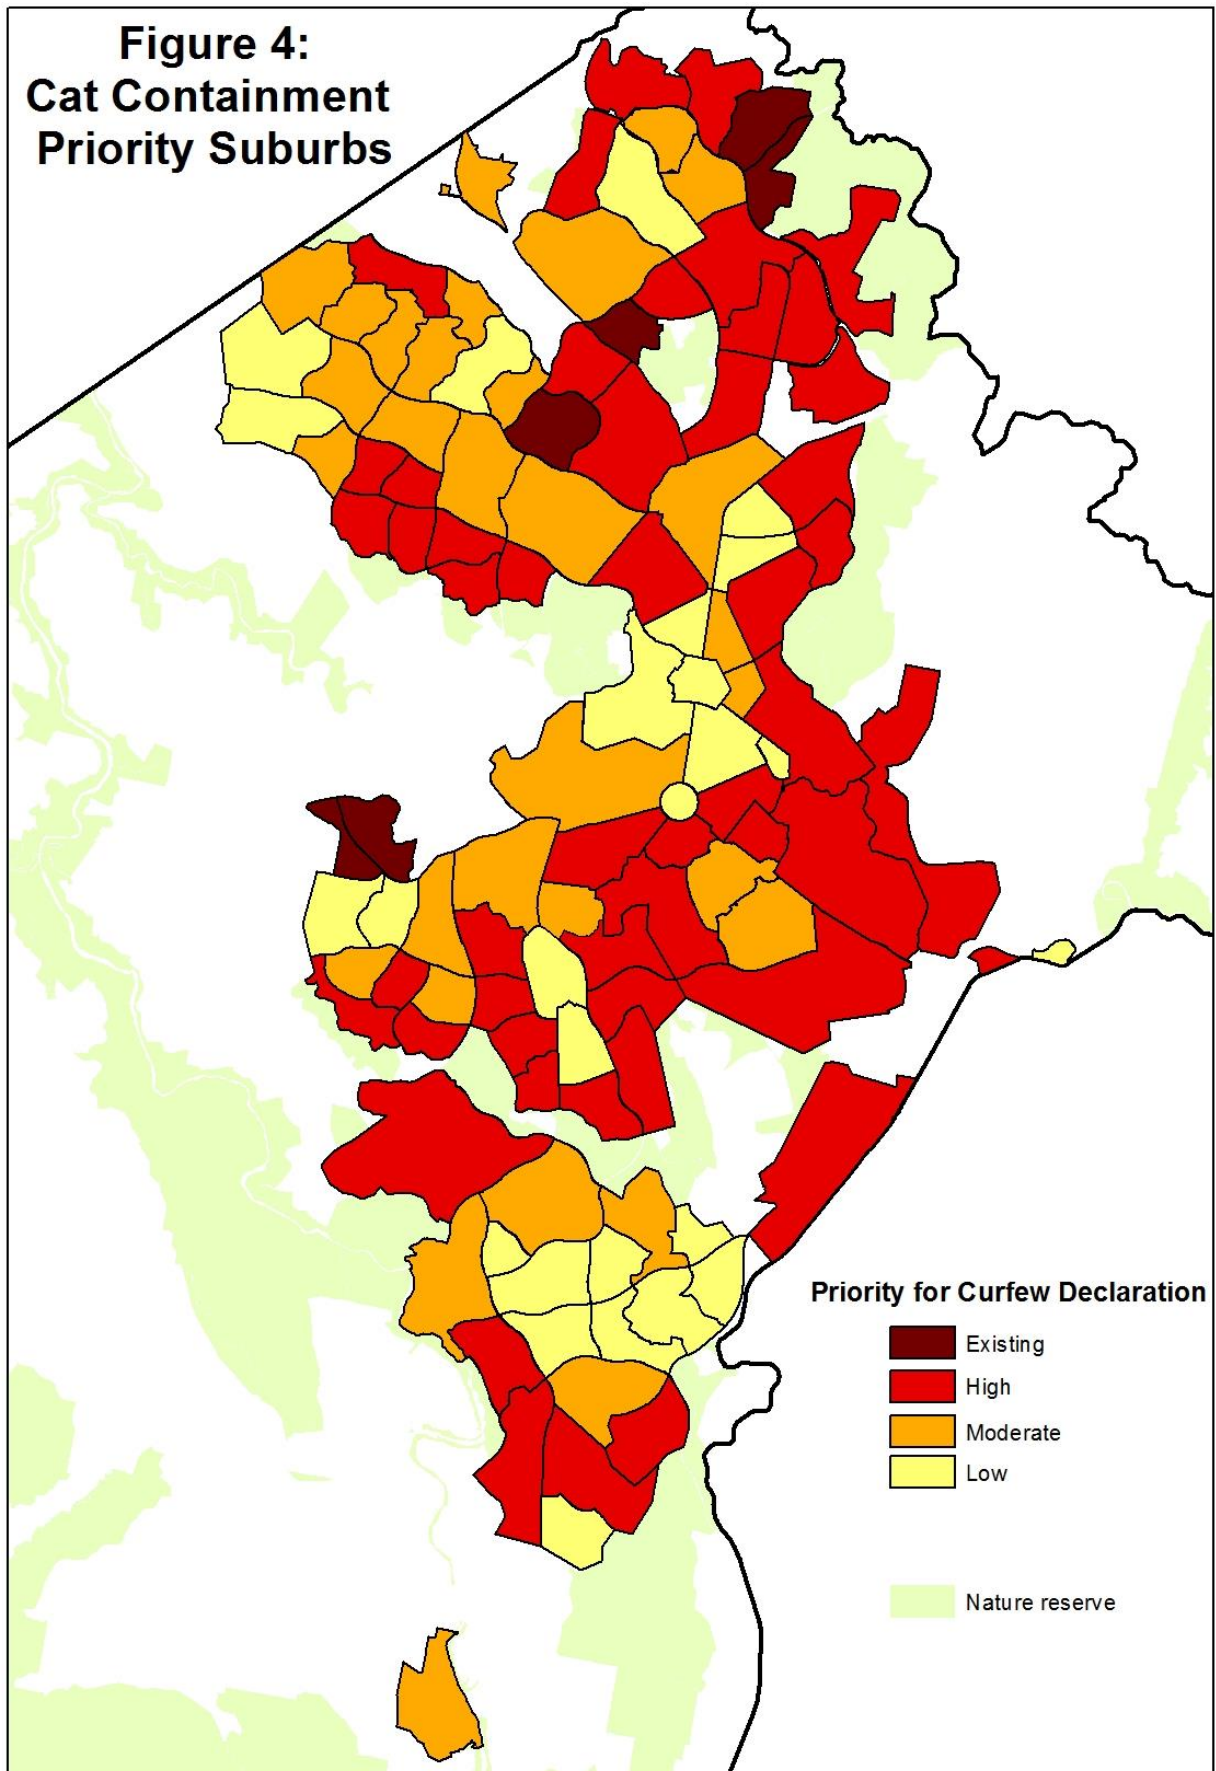 Figure 4:
Cat Containment
Priority Suburbs
Priority for Curfew Declaration
Existing
High
Moderate
Low
Nature reserve